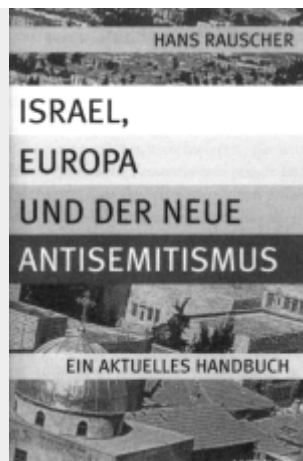 HANS RAUSCHER
ISRAEL,
EUROPA
UND DER NEUE
ANTISEMITISMUS
EIN AKTUELLES HANDBUCH